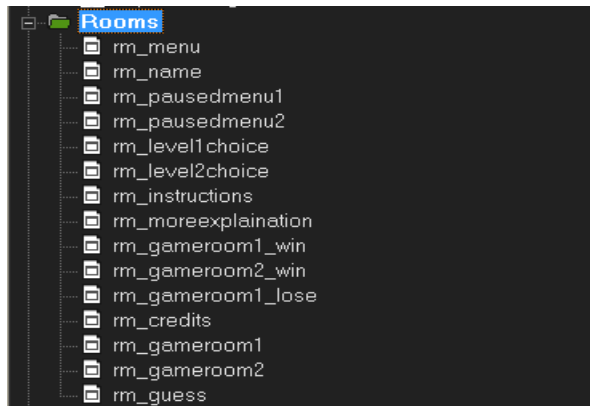 Rooms
rm_menu
rm_name
rm_pausedmenu1
rm_pausedmenu2
rm_level1choice
rm_level2choice
rm_instructions
rm_moreexplaination
rm_gameroom1_win
rm_gameroom2_win
rm_gameroom1_lose
rm_credits
rm_gameroom1
rm_gameroom2
rm_guess